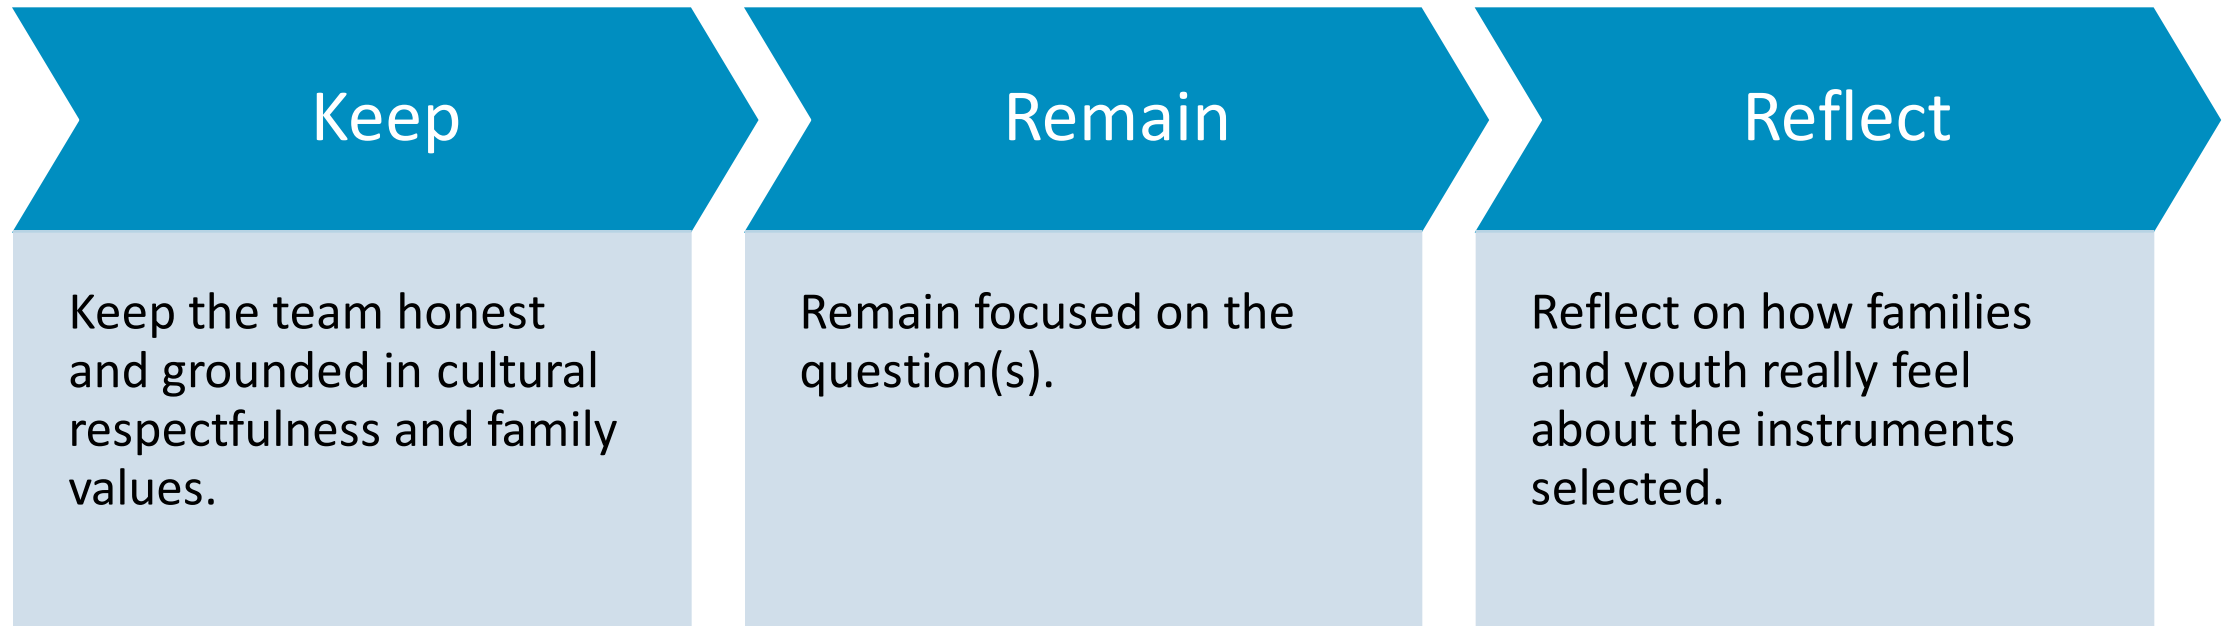 Keep
Keep the team honest
and grounded in cultural
respectfulness and family
values.
Remain
Remain focused on the
question(s).
Reflect
Reflect on how families
and youth really feel
about the instruments
selected.